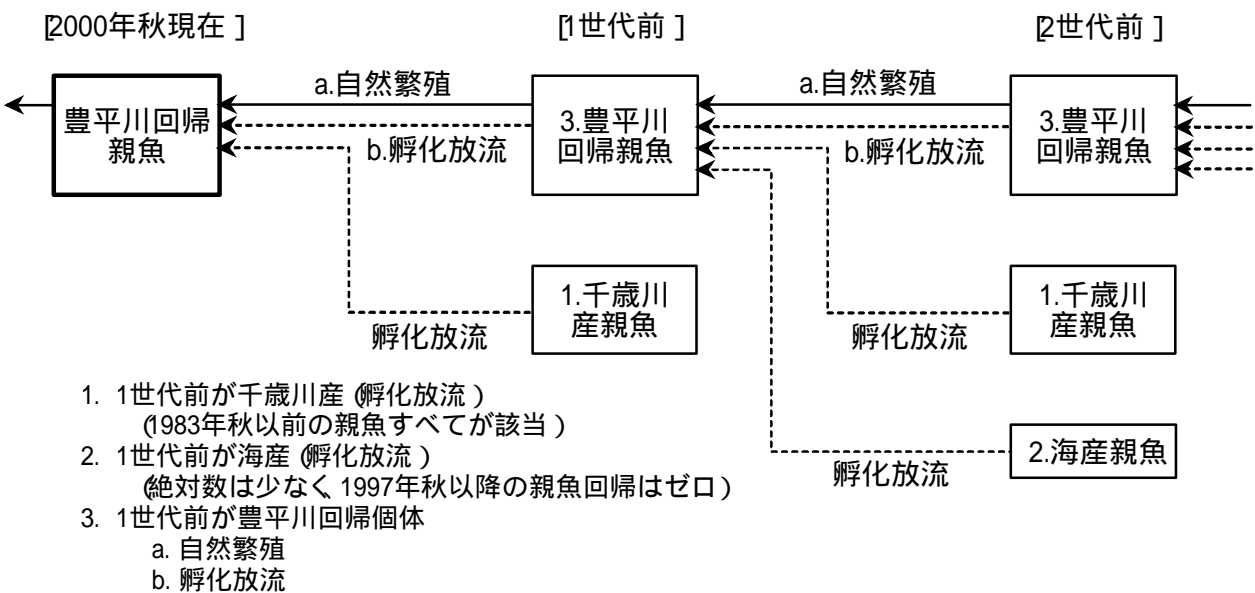 [2000年秋現在]
[1世代前]
[2世代前]
豊平川回帰
親魚
a.自然繁殖
b.孵化放流
3.豊平川
回帰親魚
a.自然繁殖
b.孵化放流
3.豊平川
回帰親魚
孵化放流
1.千歳川
産親魚
孵化放流
1.千歳川
産親魚
孵化放流
2.海産親魚
1. 1世代前が千歳川産(孵化放流)
(1983年秋以前の親魚すべてが該当)
2. 1世代前が海産(孵化放流)
(絶対数は少なく、1997年秋以降の親魚回帰はゼロ)
3. 1世代前が豊平川回帰個体
a. 自然繁殖
b. 孵化放流